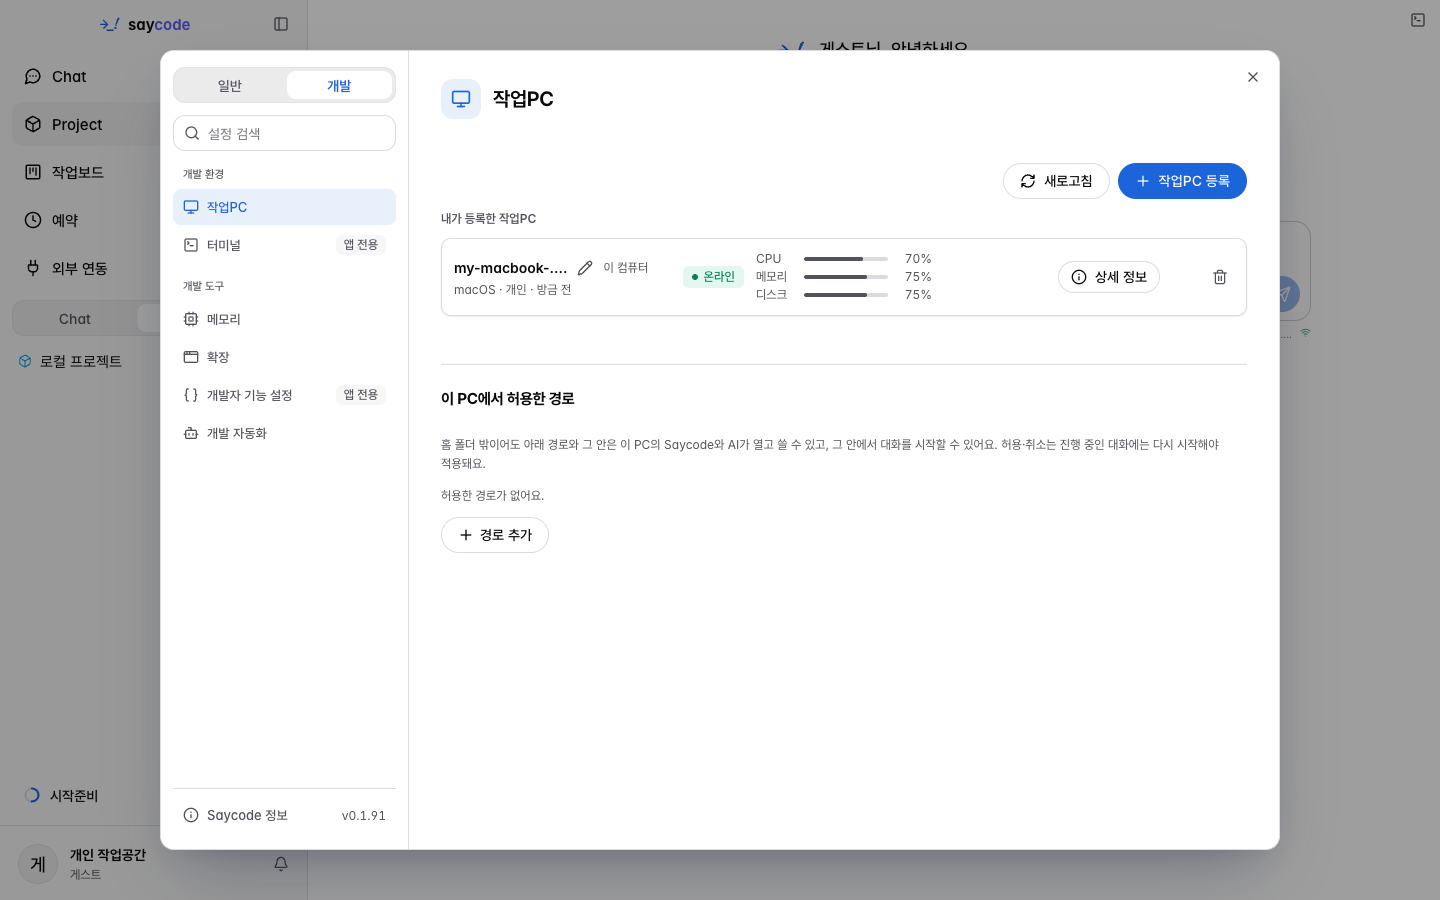 saycode
Chat
Project
작업보드
예약
외부 연동
Chat
로컬 프로젝트
시작준비
게
개인 작업공간
게스트
게스트님, 안녕하세요
일반
개발
설정 검색
개발 환경
작업PC
터미널
앱 전용
개발 도구
메모리
확장
개발자 기능 설정
앱 전용
개발 자동화
Saycode 정보
v0.1.91
작업PC
새로고침
작업PC 등록
내가 등록한 작업PC
my-macbook-....
이 컴퓨터
macOS · 개인 · 방금 전
온라인
CPU
70%
메모리
75%
디스크
75%
상세 정보
이 PC에서 허용한 경로
홈 폴더 밖이어도 아래 경로와 그 안은 이 PC의 Saycode와 AI가 열고 쓸 수 있고, 그 안에서 대화를 시작할 수 있어요. 허용·취소는 진행 중인 대화에는 다시 시작해야
적용돼요.
허용한 경로가 없어요.
경로 추가